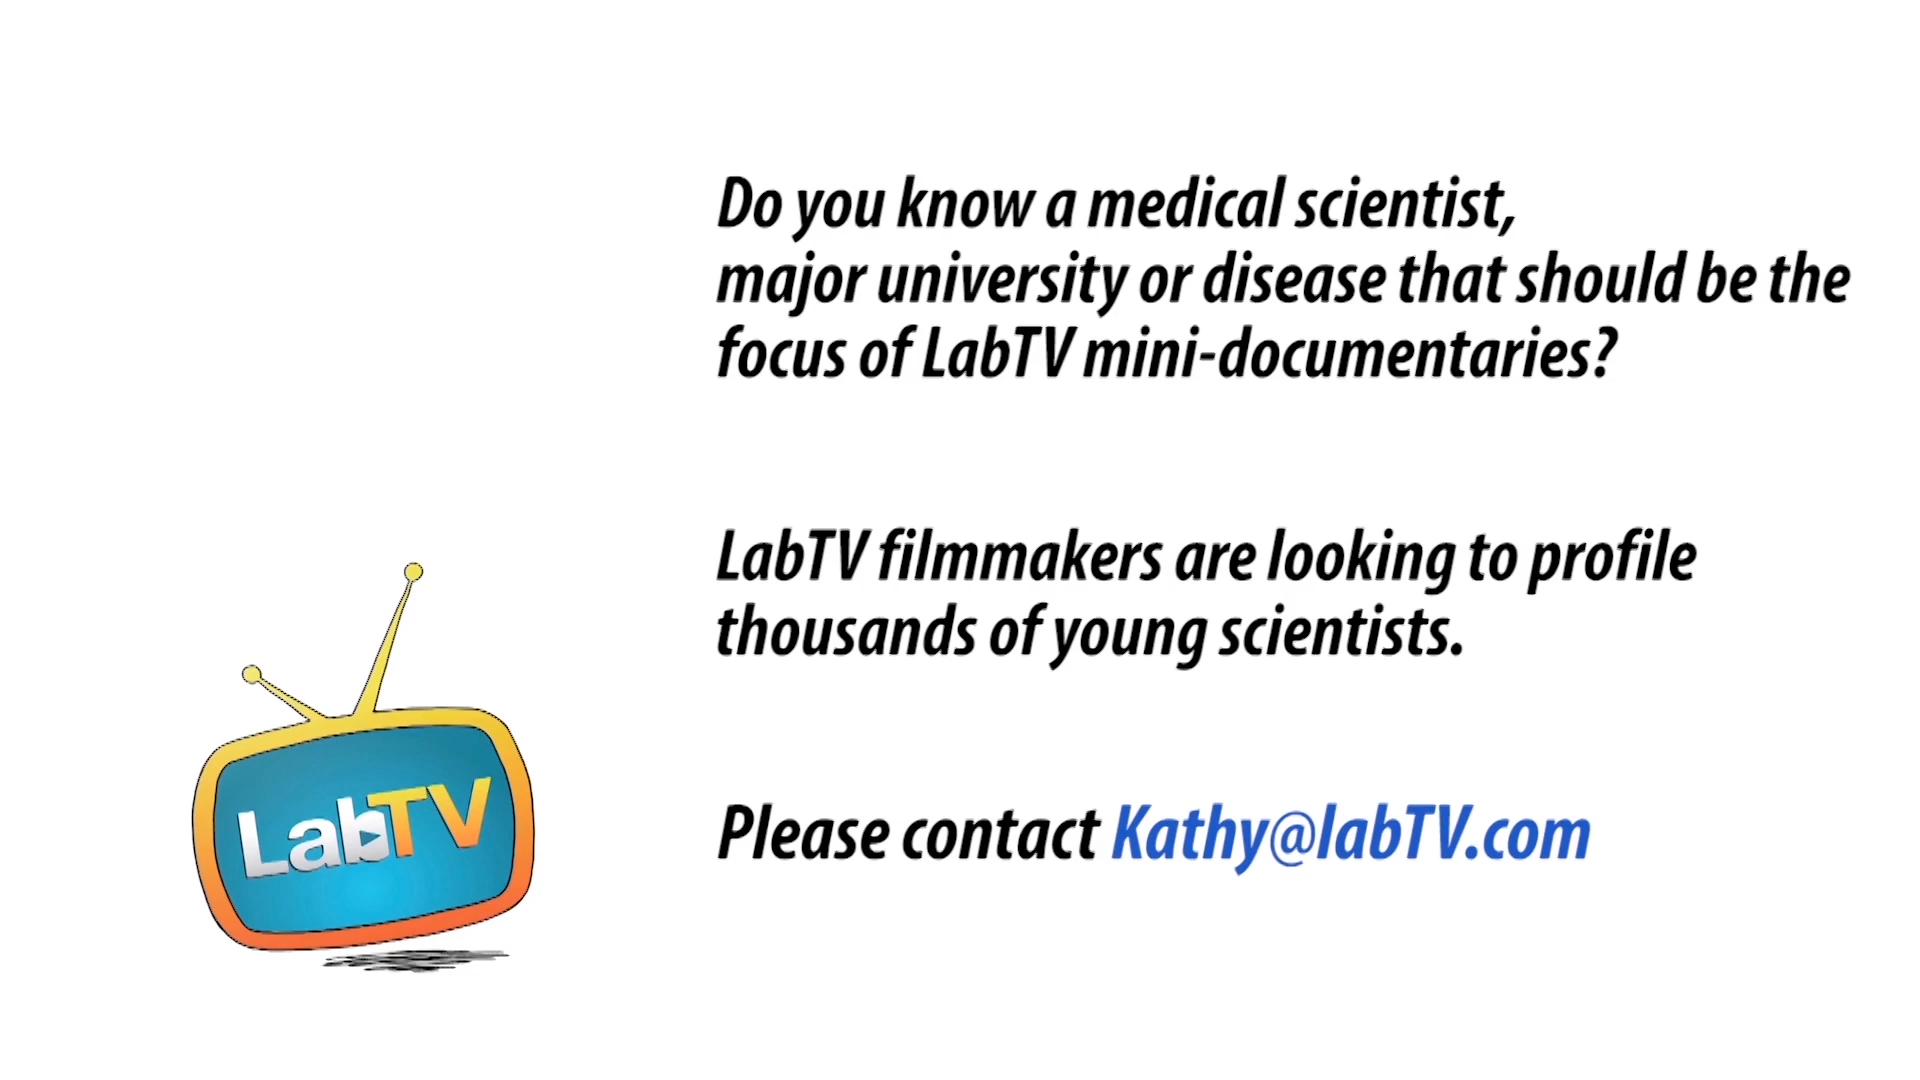 Do you know a medical scientist,
major university or disease that should be the
focus of LabTV mini-documentaries?
LabTV filmmakers are looking to profile
thousands of young scientists.
LabTV
Please contact Kathy@labTV.com